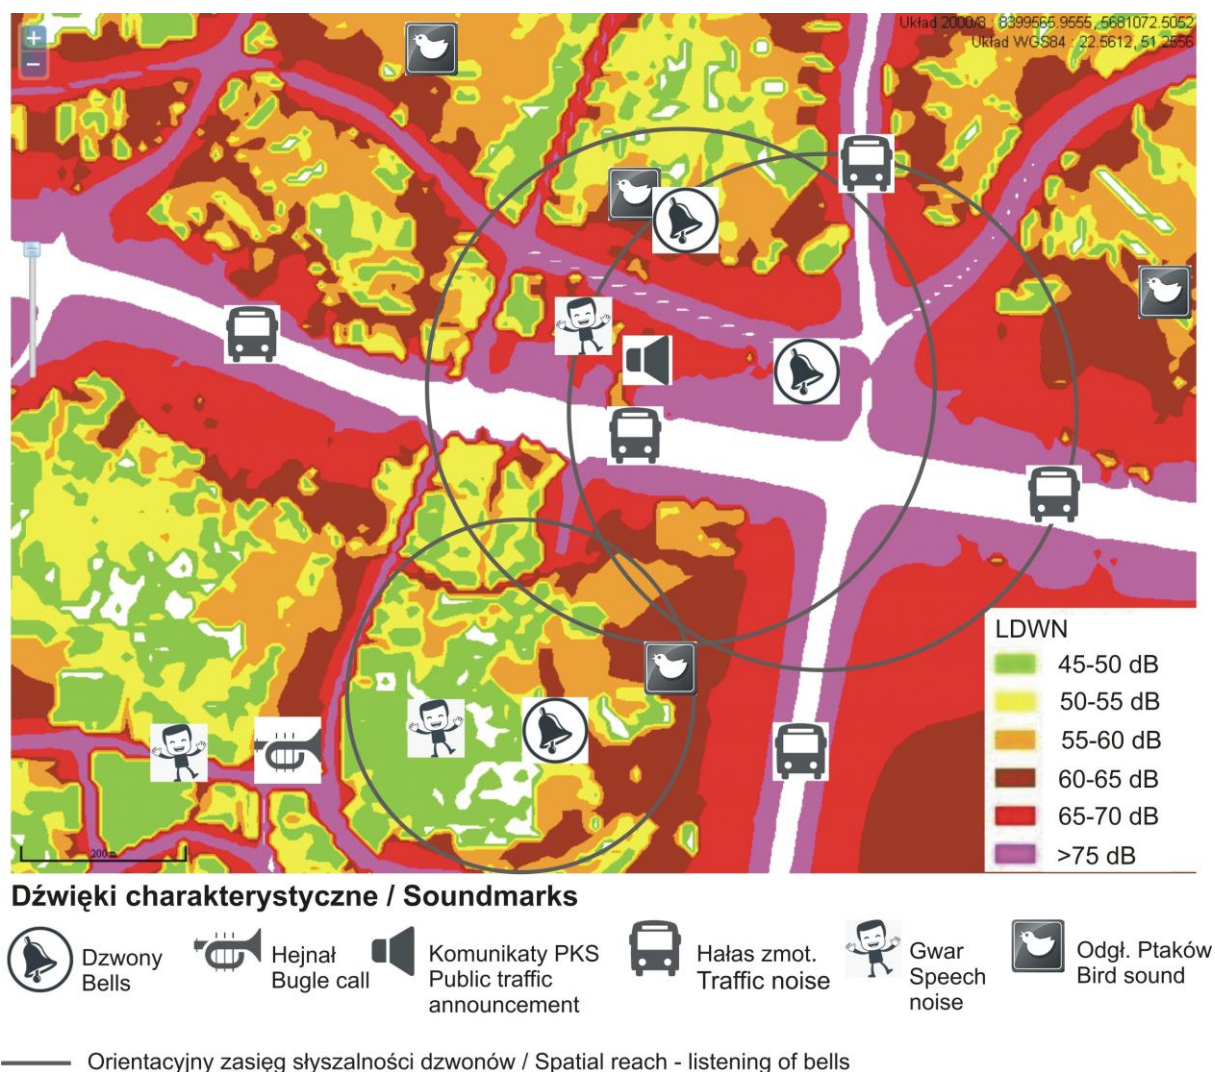 Układ 2000/8 : 8399565.9555, 5681072.5052
Układ WGS84 : 22.5612, 51.2556
+
−
LDWN
45-50 dB
50-55 dB
55-60 dB
60-65 dB
65-70 dB
>75 dB
200 m
Dźwięki charakterystyczne / Soundmarks
Dzwony
Bells
Hejnał
Bugle call
Komunikaty PKS
Public traffic
announcement
Hałas zmot.
Traffic noise
Gwar
Speech
noise
Odgł. Ptaków
Bird sound
Orientacyjny zasięg słyszalności dzwonów / Spatial reach - listening of bells